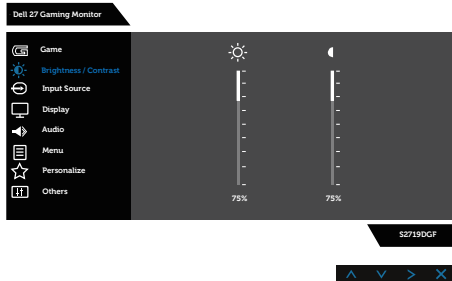 Dell 27 Gaming Monitor
Game
Brightness / Contrast
Input Source
Display
Audio
Menu
Personalize
Others
75% 75%
S2719DGF